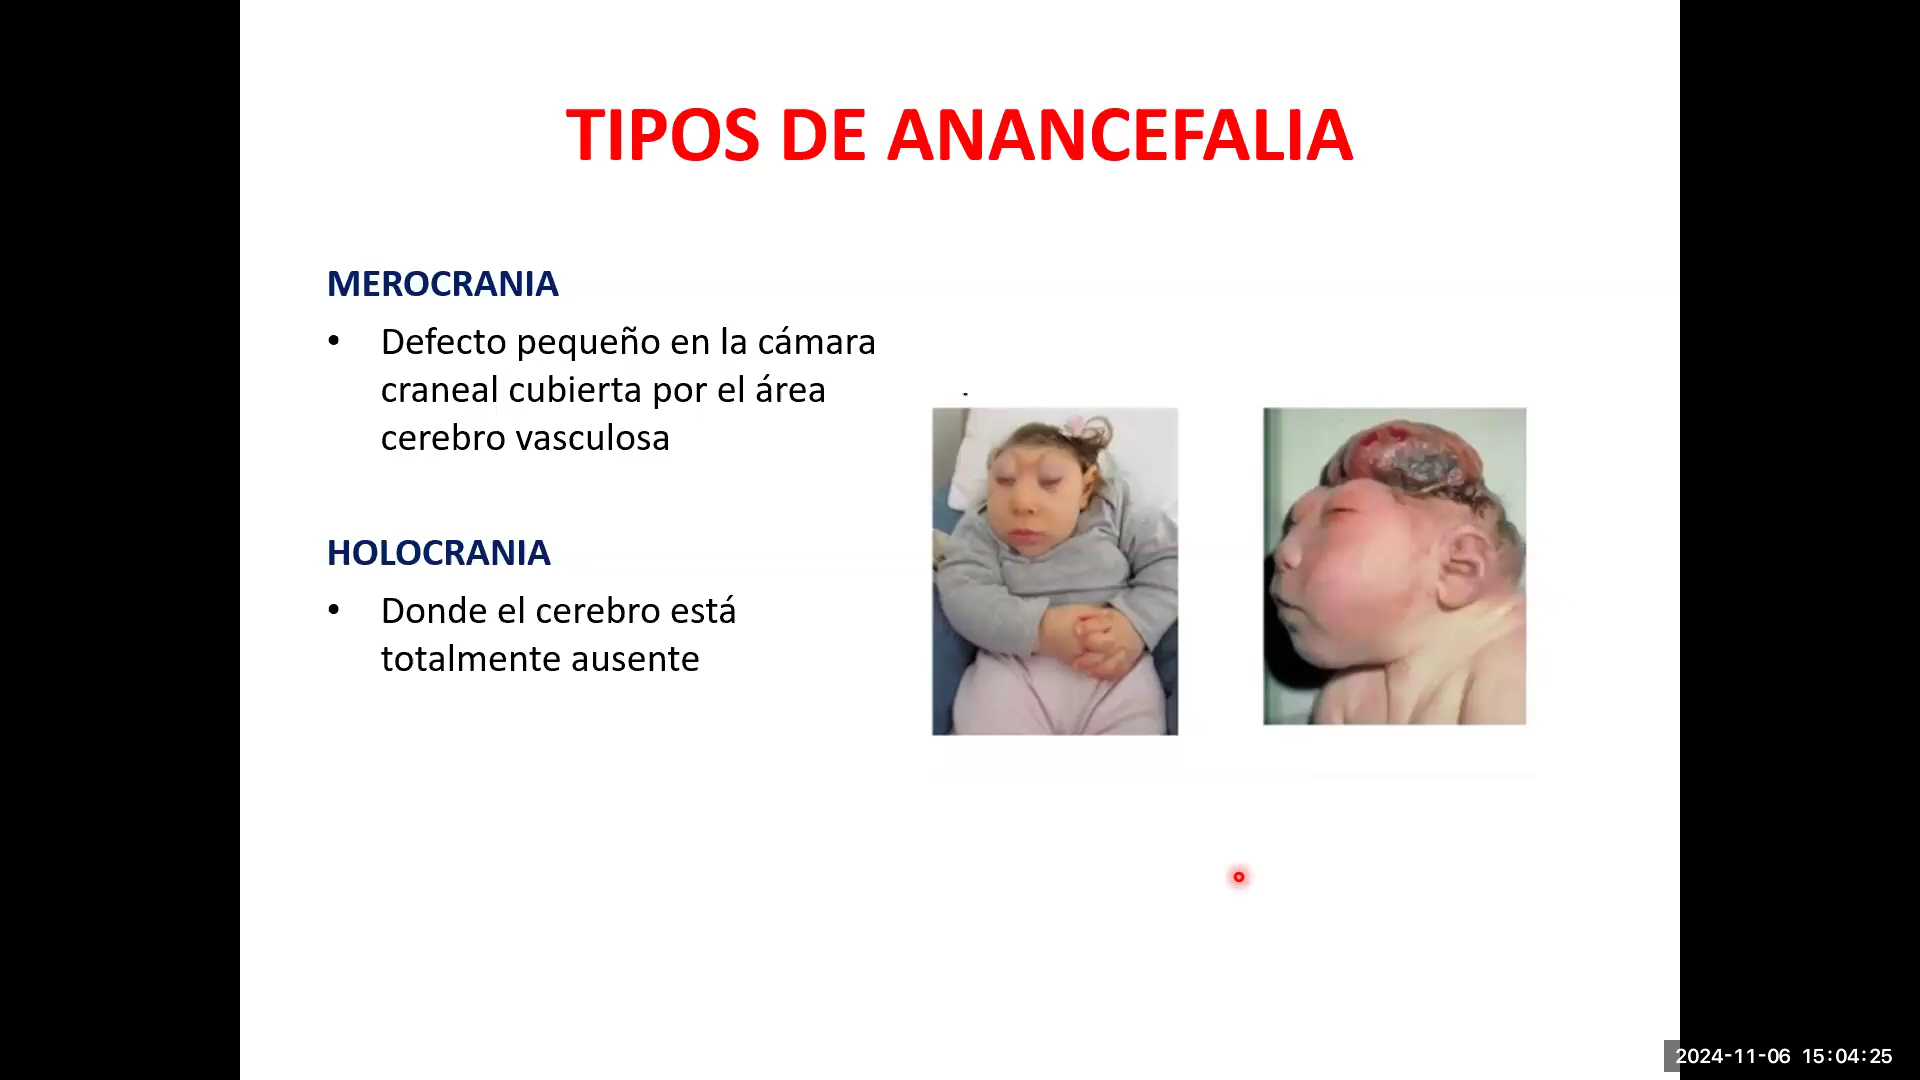 TIPOS DE ANANCEFALIA
MEROCRANIA
• Defecto pequeño en la cámara
craneal cubierta por el área
cerebro vasculosa
HOLOCRANIA
• Donde el cerebro está
totalmente ausente
2024-11-06 15:04:25